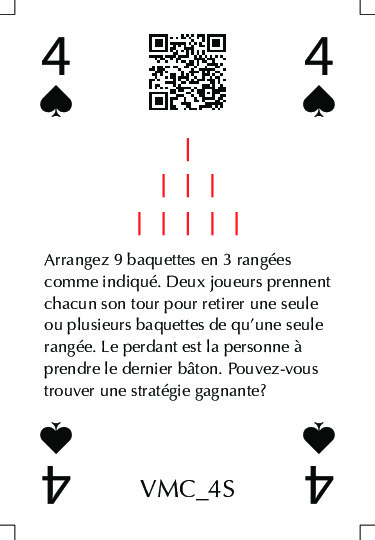 4 4
Arrangez 9 baquettes en 3 rangées
comme indiqué. Deux joueurs prennent
chacun son tour pour retirer une seule
ou plusieurs baquettes de qu’une seule
rangée. Le perdant est la personne à
prendre le dernier bâton. Pouvez-vous
trouver une stratégie gagnante?
4 VMC_4S 4